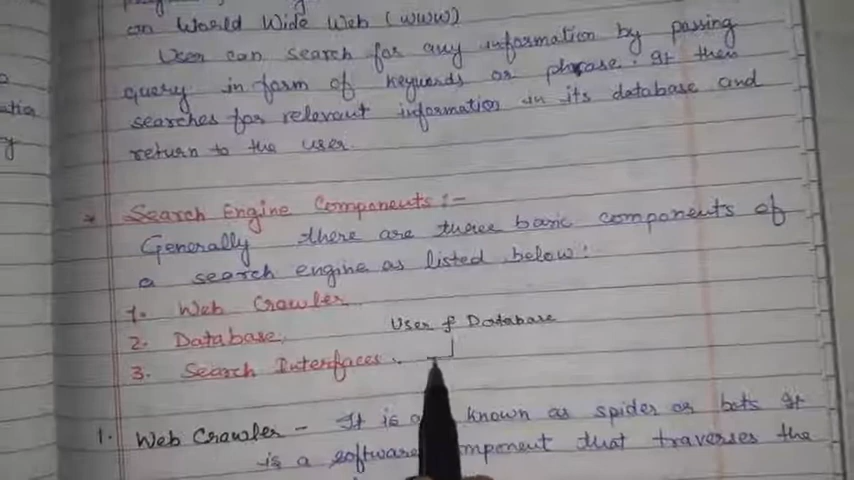 on World Wide Web (WWW)
User can search for any information by passing
query in form of keywords or phrase. It then
searches for relevant information in its database and
return to the user.
* Search Engine Components :-
Generally there are three basic components of
a search engine as listed below:
1. Web Crawler
2. Database.
User & Database
3. Search Interfaces.
1. Web Crawler - It is known as spider or bots It
is a software component that traverses the